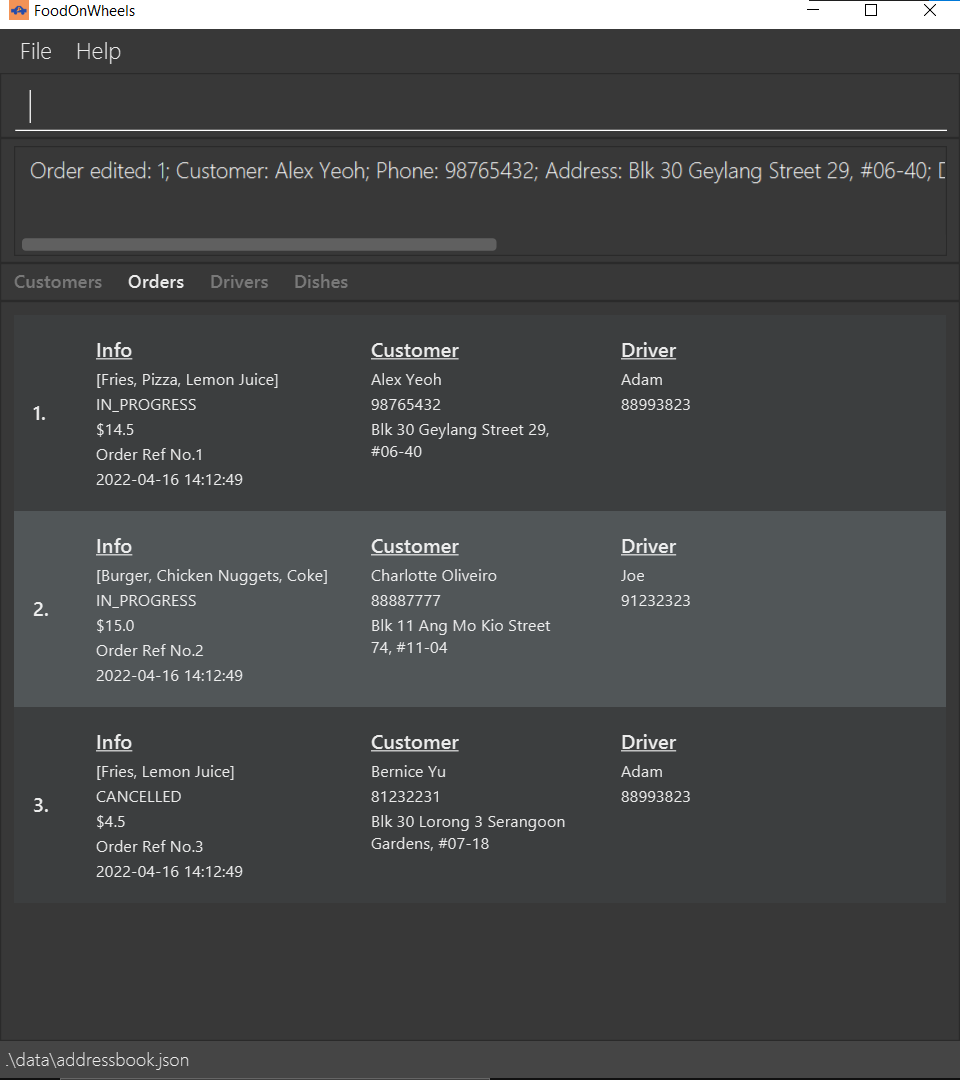 FoodOnWheels
File Help
Order edited: 1; Customer: Alex Yeoh; Phone: 98765432; Address: Blk 30 Geylang Street 29, #06-40;
Customers Orders Drivers Dishes
1.
Info
[Fries, Pizza, Lemon Juice]
IN_PROGRESS
$14.5
Order Ref No.1
2022-04-16 14:12:49
Customer
Alex Yeoh
98765432
Blk 30 Geylang Street 29,
#06-40
Driver
Adam
88993823
2.
Info
[Burger, Chicken Nuggets, Coke]
IN_PROGRESS
$15.0
Order Ref No.2
2022-04-16 14:12:49
Customer
Charlotte Oliveiro
88887777
Blk 11 Ang Mo Kio Street
74, #11-04
Driver
Joe
91232323
3.
Info
[Fries, Lemon Juice]
CANCELLED
$4.5
Order Ref No.3
2022-04-16 14:12:49
Customer
Bernice Yu
81232231
Blk 30 Lorong 3 Serangoon
Gardens, #07-18
Driver
Adam
88993823
.\data\addressbook.json